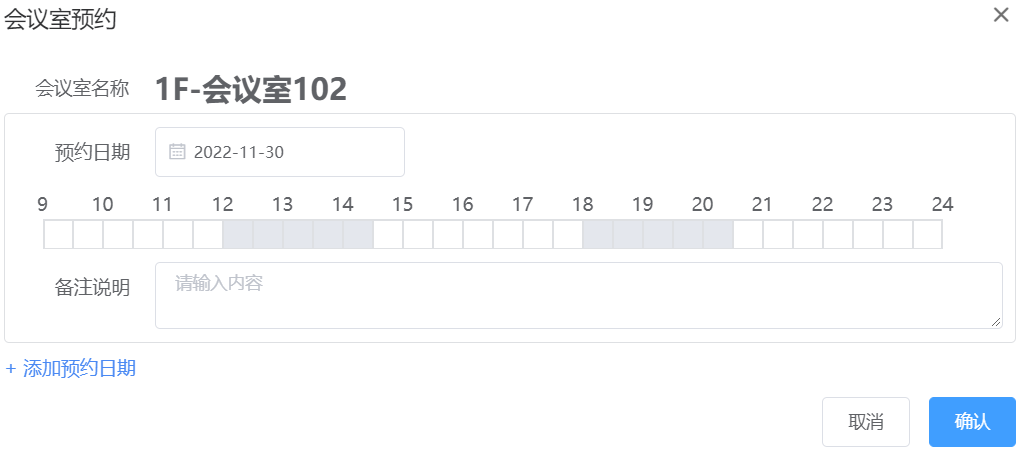 会议室预约
会议室名称 1F-会议室102
预约日期 2022-11-30
9 10 11 12 13 14 15 16 17 18 19 20 21 22 23 24
备注说明 请输入内容
+ 添加预约日期
取消 确认